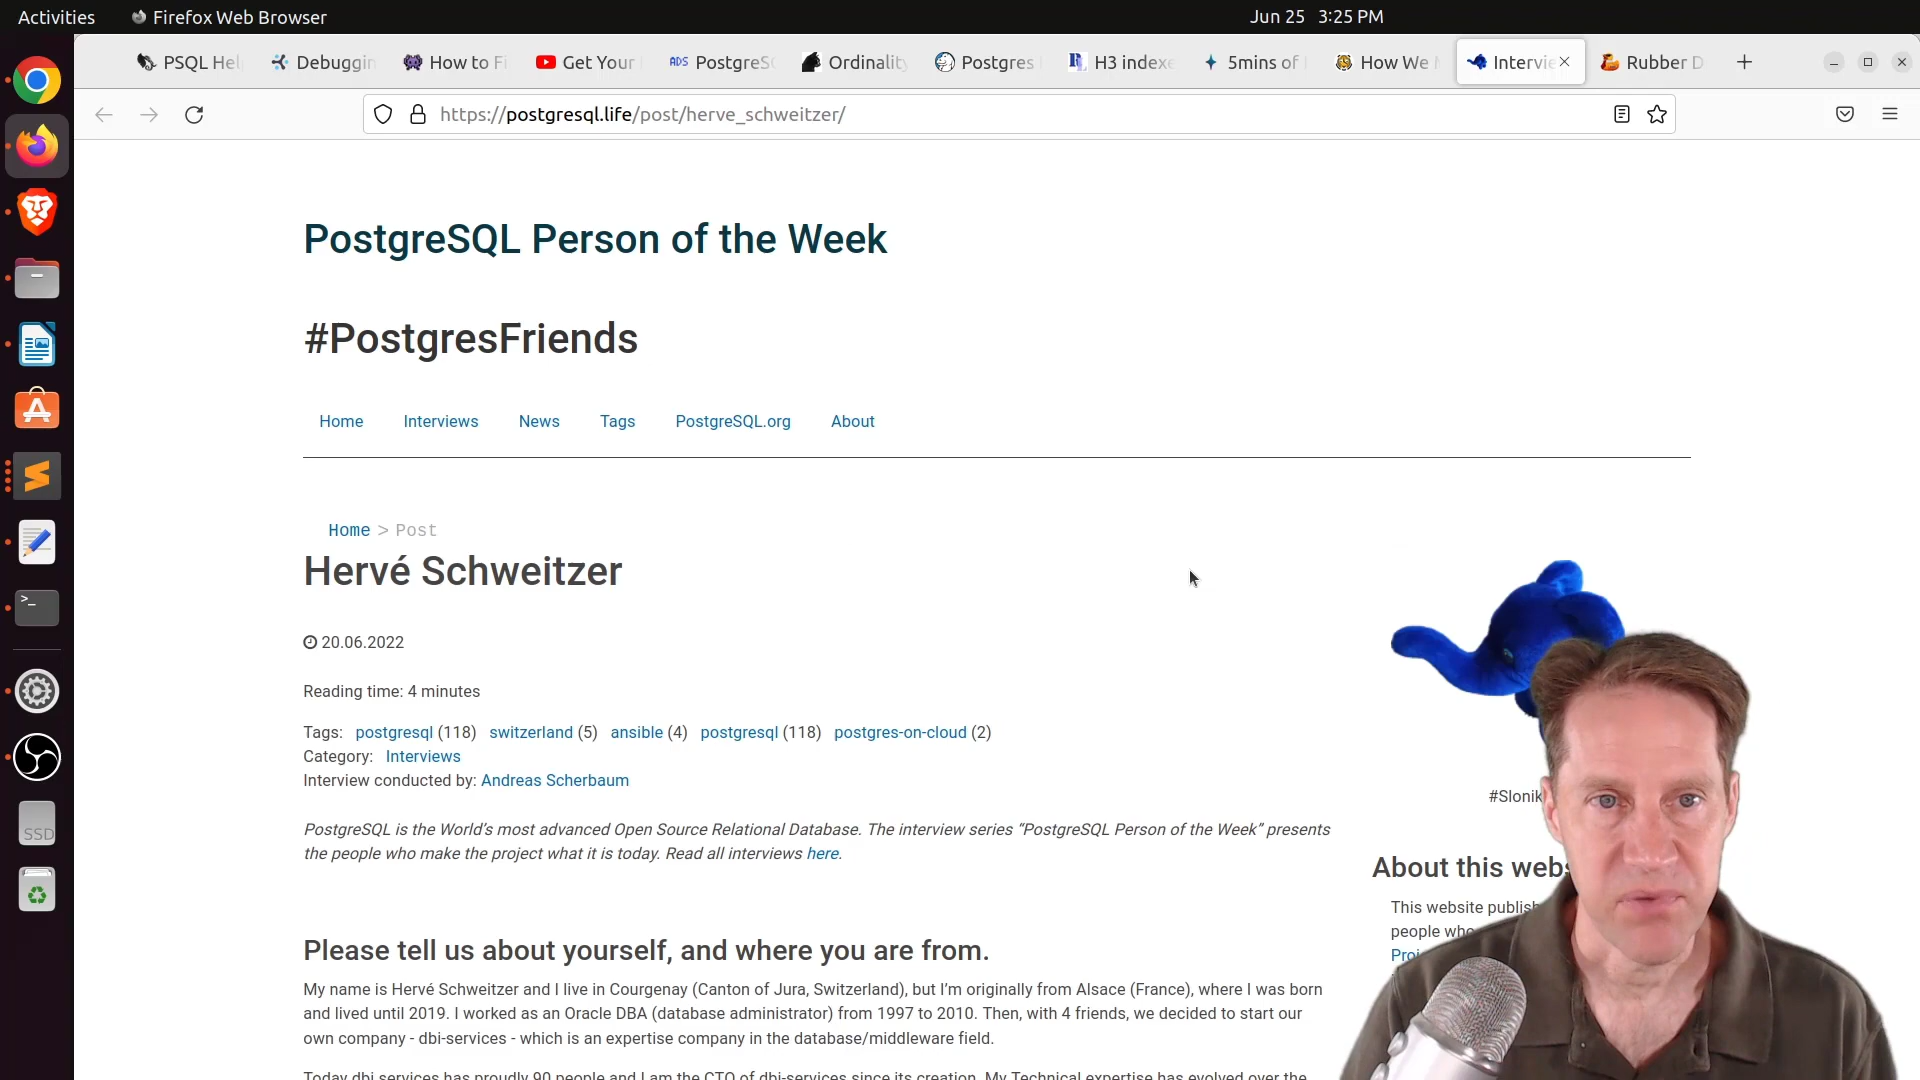 Activities
Firefox Web Browser
Jun 25 3:25 PM
PSQL Hel
Debuggin
How to Fi
Get Your
PostgreSQ
Ordinality
Postgres
H3 indexe
5mins of
How We
Intervie
Rubber D
https://postgresql.life/post/herve_schweitzer/
PostgreSQL Person of the Week
#PostgresFriends
Home
Interviews
News
Tags
PostgreSQL.org
About
Home > Post
Hervé Schweitzer
20.06.2022
Reading time: 4 minutes
Tags: postgresql (118) switzerland (5) ansible (4) postgresql (118) postgres-on-cloud (2)
Category: Interviews
Interview conducted by: Andreas Scherbaum
PostgreSQL is the World's most advanced Open Source Relational Database. The interview series “PostgreSQL Person of the Week” presents
the people who make the project what it is today. Read all interviews here.
Please tell us about yourself, and where you are from.
My name is Hervé Schweitzer and I live in Courgenay (Canton of Jura, Switzerland), but I'm originally from Alsace (France), where I was born
and lived until 2019. I worked as an Oracle DBA (database administrator) from 1997 to 2010. Then, with 4 friends, we decided to start our
own company - dbi-services - which is an expertise company in the database/middleware field.
Today dbi services has proudly 90 people and I am the CTO of dbi-services since its creation. My Technical expertise has evolved over the
#Slonik
About this webs
This website publish
people who
Proj
SSD